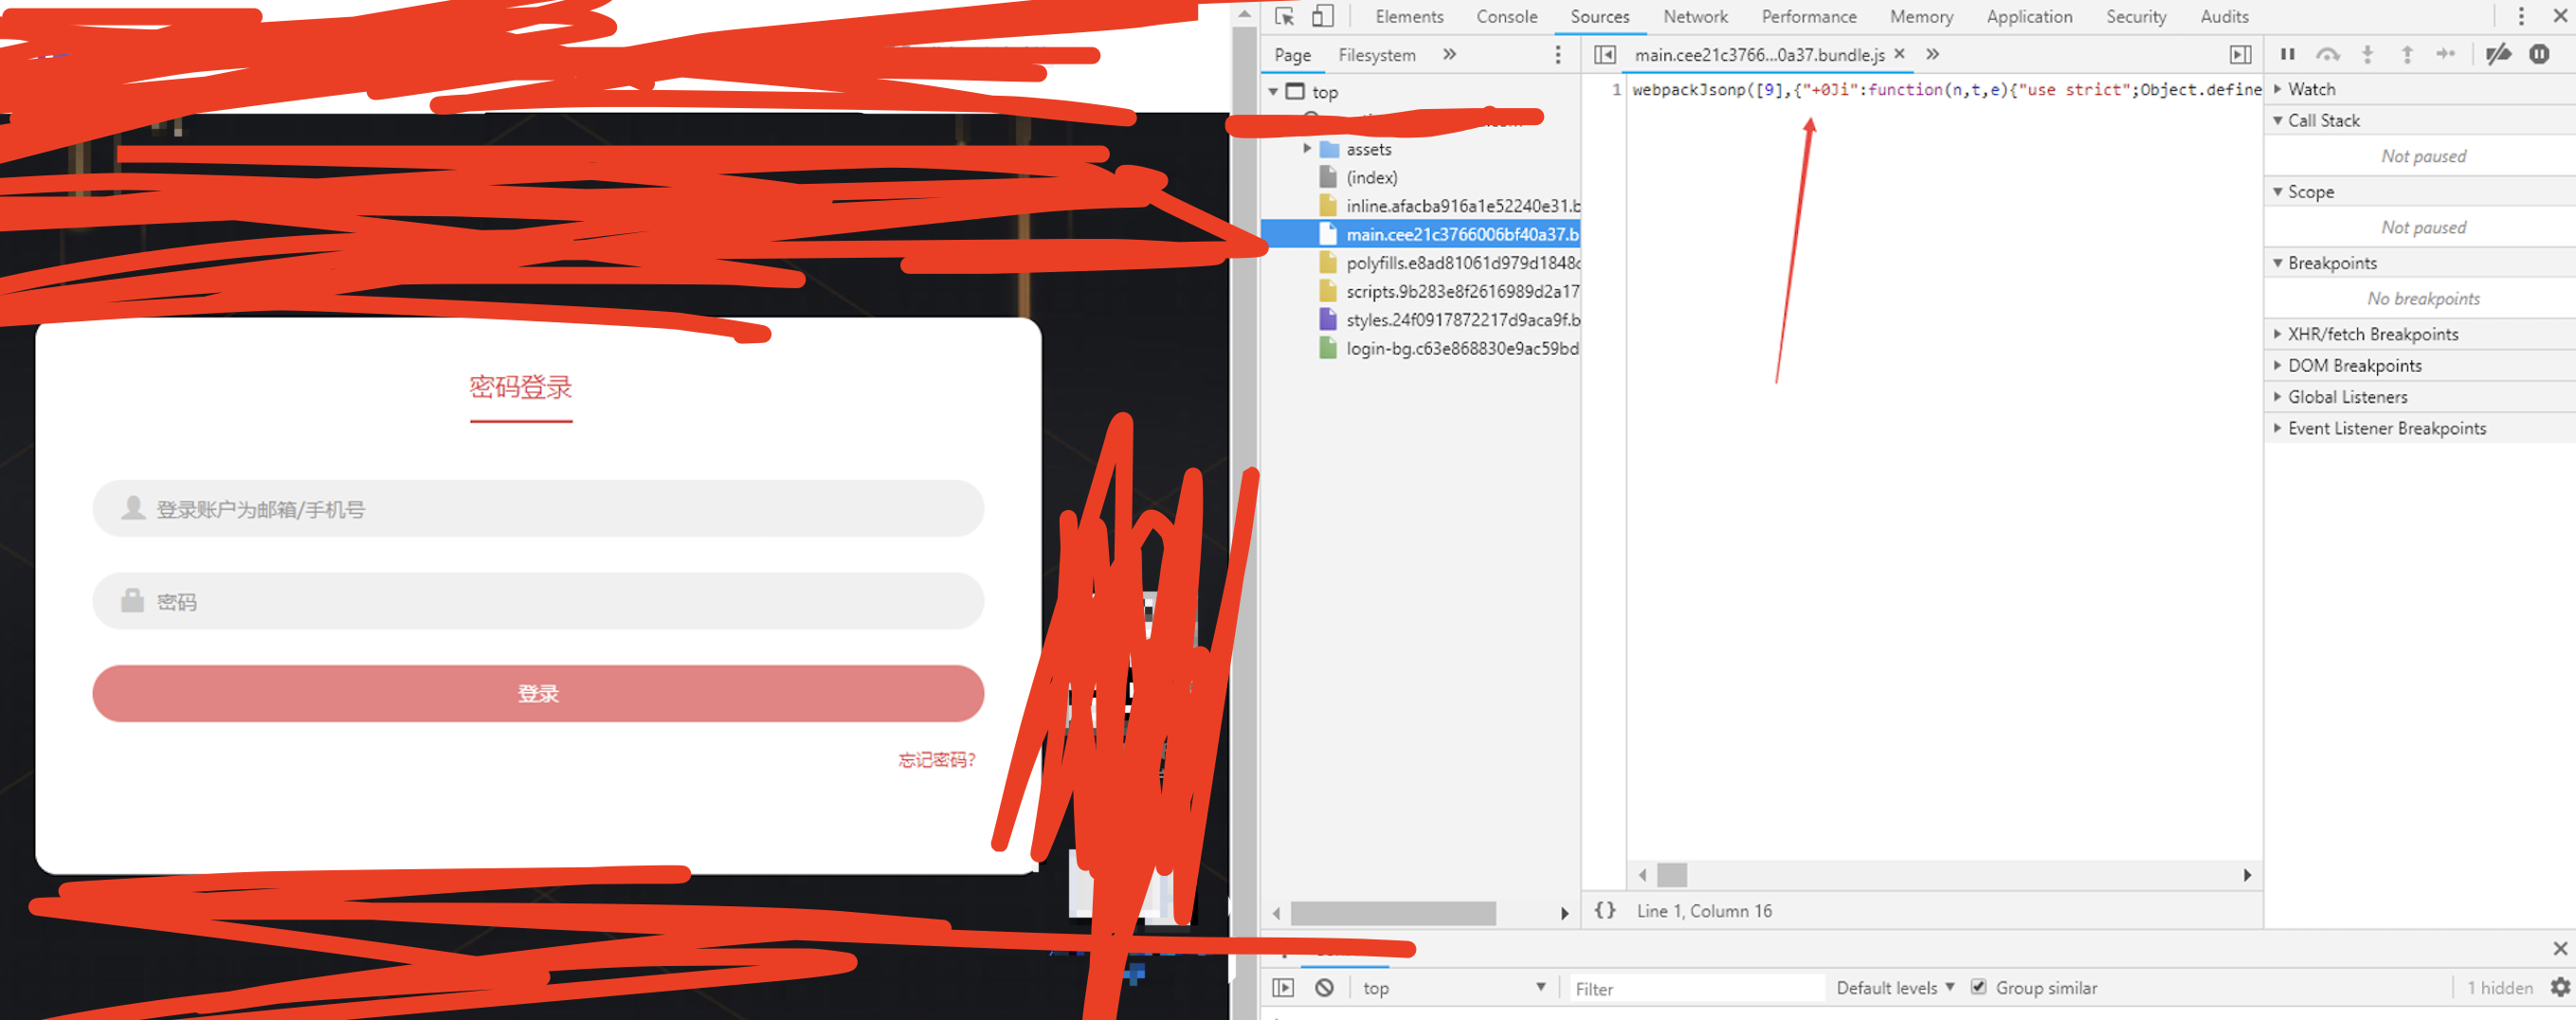 密码登录
登录账户为邮箱/手机号
密码
登录
忘记密码?
Elements Console Sources Network Performance Memory Application Security Audits
Page Filesystem
main.cee21c3766...0a37.bundle.js
top
assets
(index)
inline.afacba916a1e52240e31.b
main.cee21c3766006bf40a37.b
polyfills.e8ad81061d979d1848c
scripts.9b283e8f2616989d2a17
styles.24f0917872217d9aca9f.b
login-bg.c63e868830e9ac59bd
1 webpackJsonp([9],{"+0Ji":function(n,t,e){"use strict";Object.define
{} Line 1, Column 16
Watch
Call Stack
Not paused
Scope
Not paused
Breakpoints
No breakpoints
XHR/fetch Breakpoints
DOM Breakpoints
Global Listeners
Event Listener Breakpoints
top Filter Default levels Group similar 1 hidden